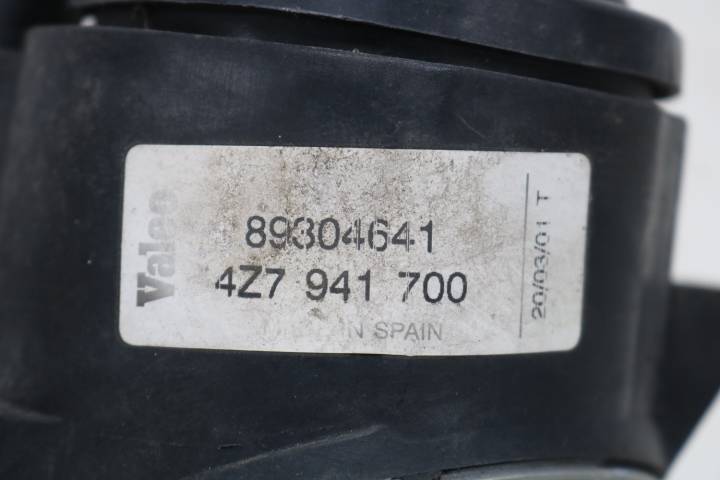 Valeo
89304641
4Z7 941 700
IN SPAIN
20/03/01 T